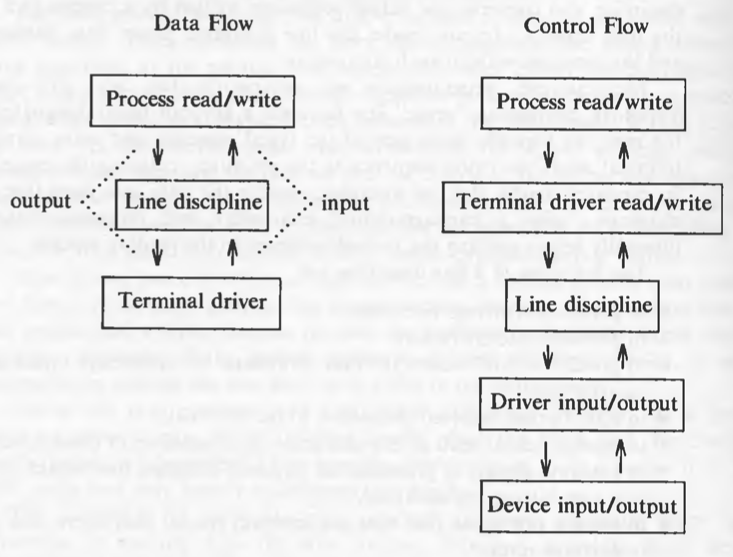 Data Flow
Control Flow
Process read/write
Process read/write
output
Line discipline
input
Terminal driver read/write
Terminal driver
Line discipline
Driver input/output
Device input/output